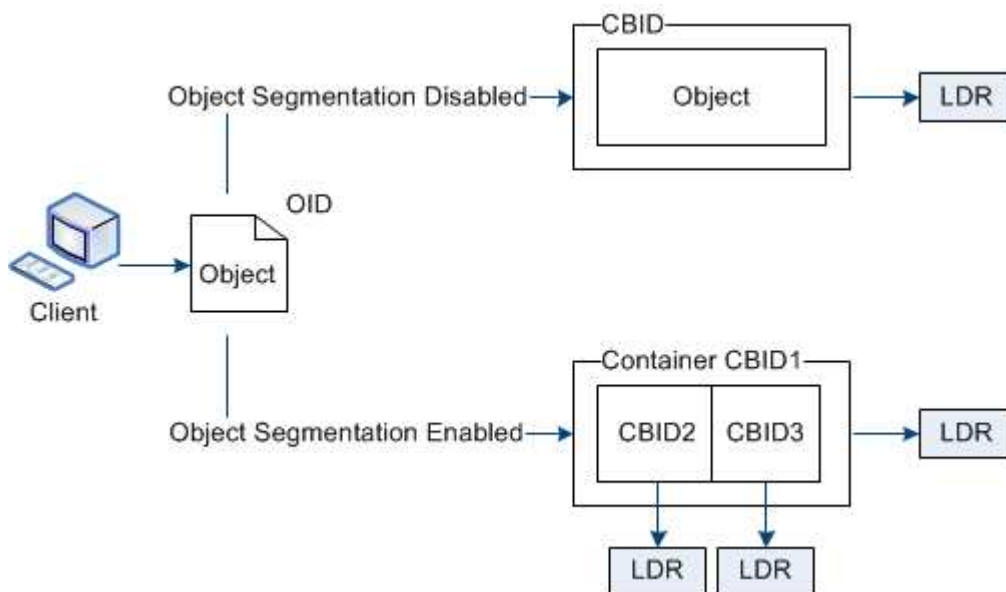 CBID
Object Segmentation Disabled
Object
LDR
OID
Object
Client
Container CBID1
Object Segmentation Enabled
CBID2
CBID3
LDR
LDR
LDR